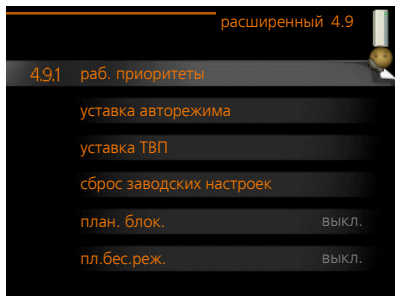 расширенный 4.9
4.9.1 раб. приоритеты
уставка авторежима
уставка ТВП
сброс заводских настроек
план. блок. выкл.
пл.бес.реж. выкл.